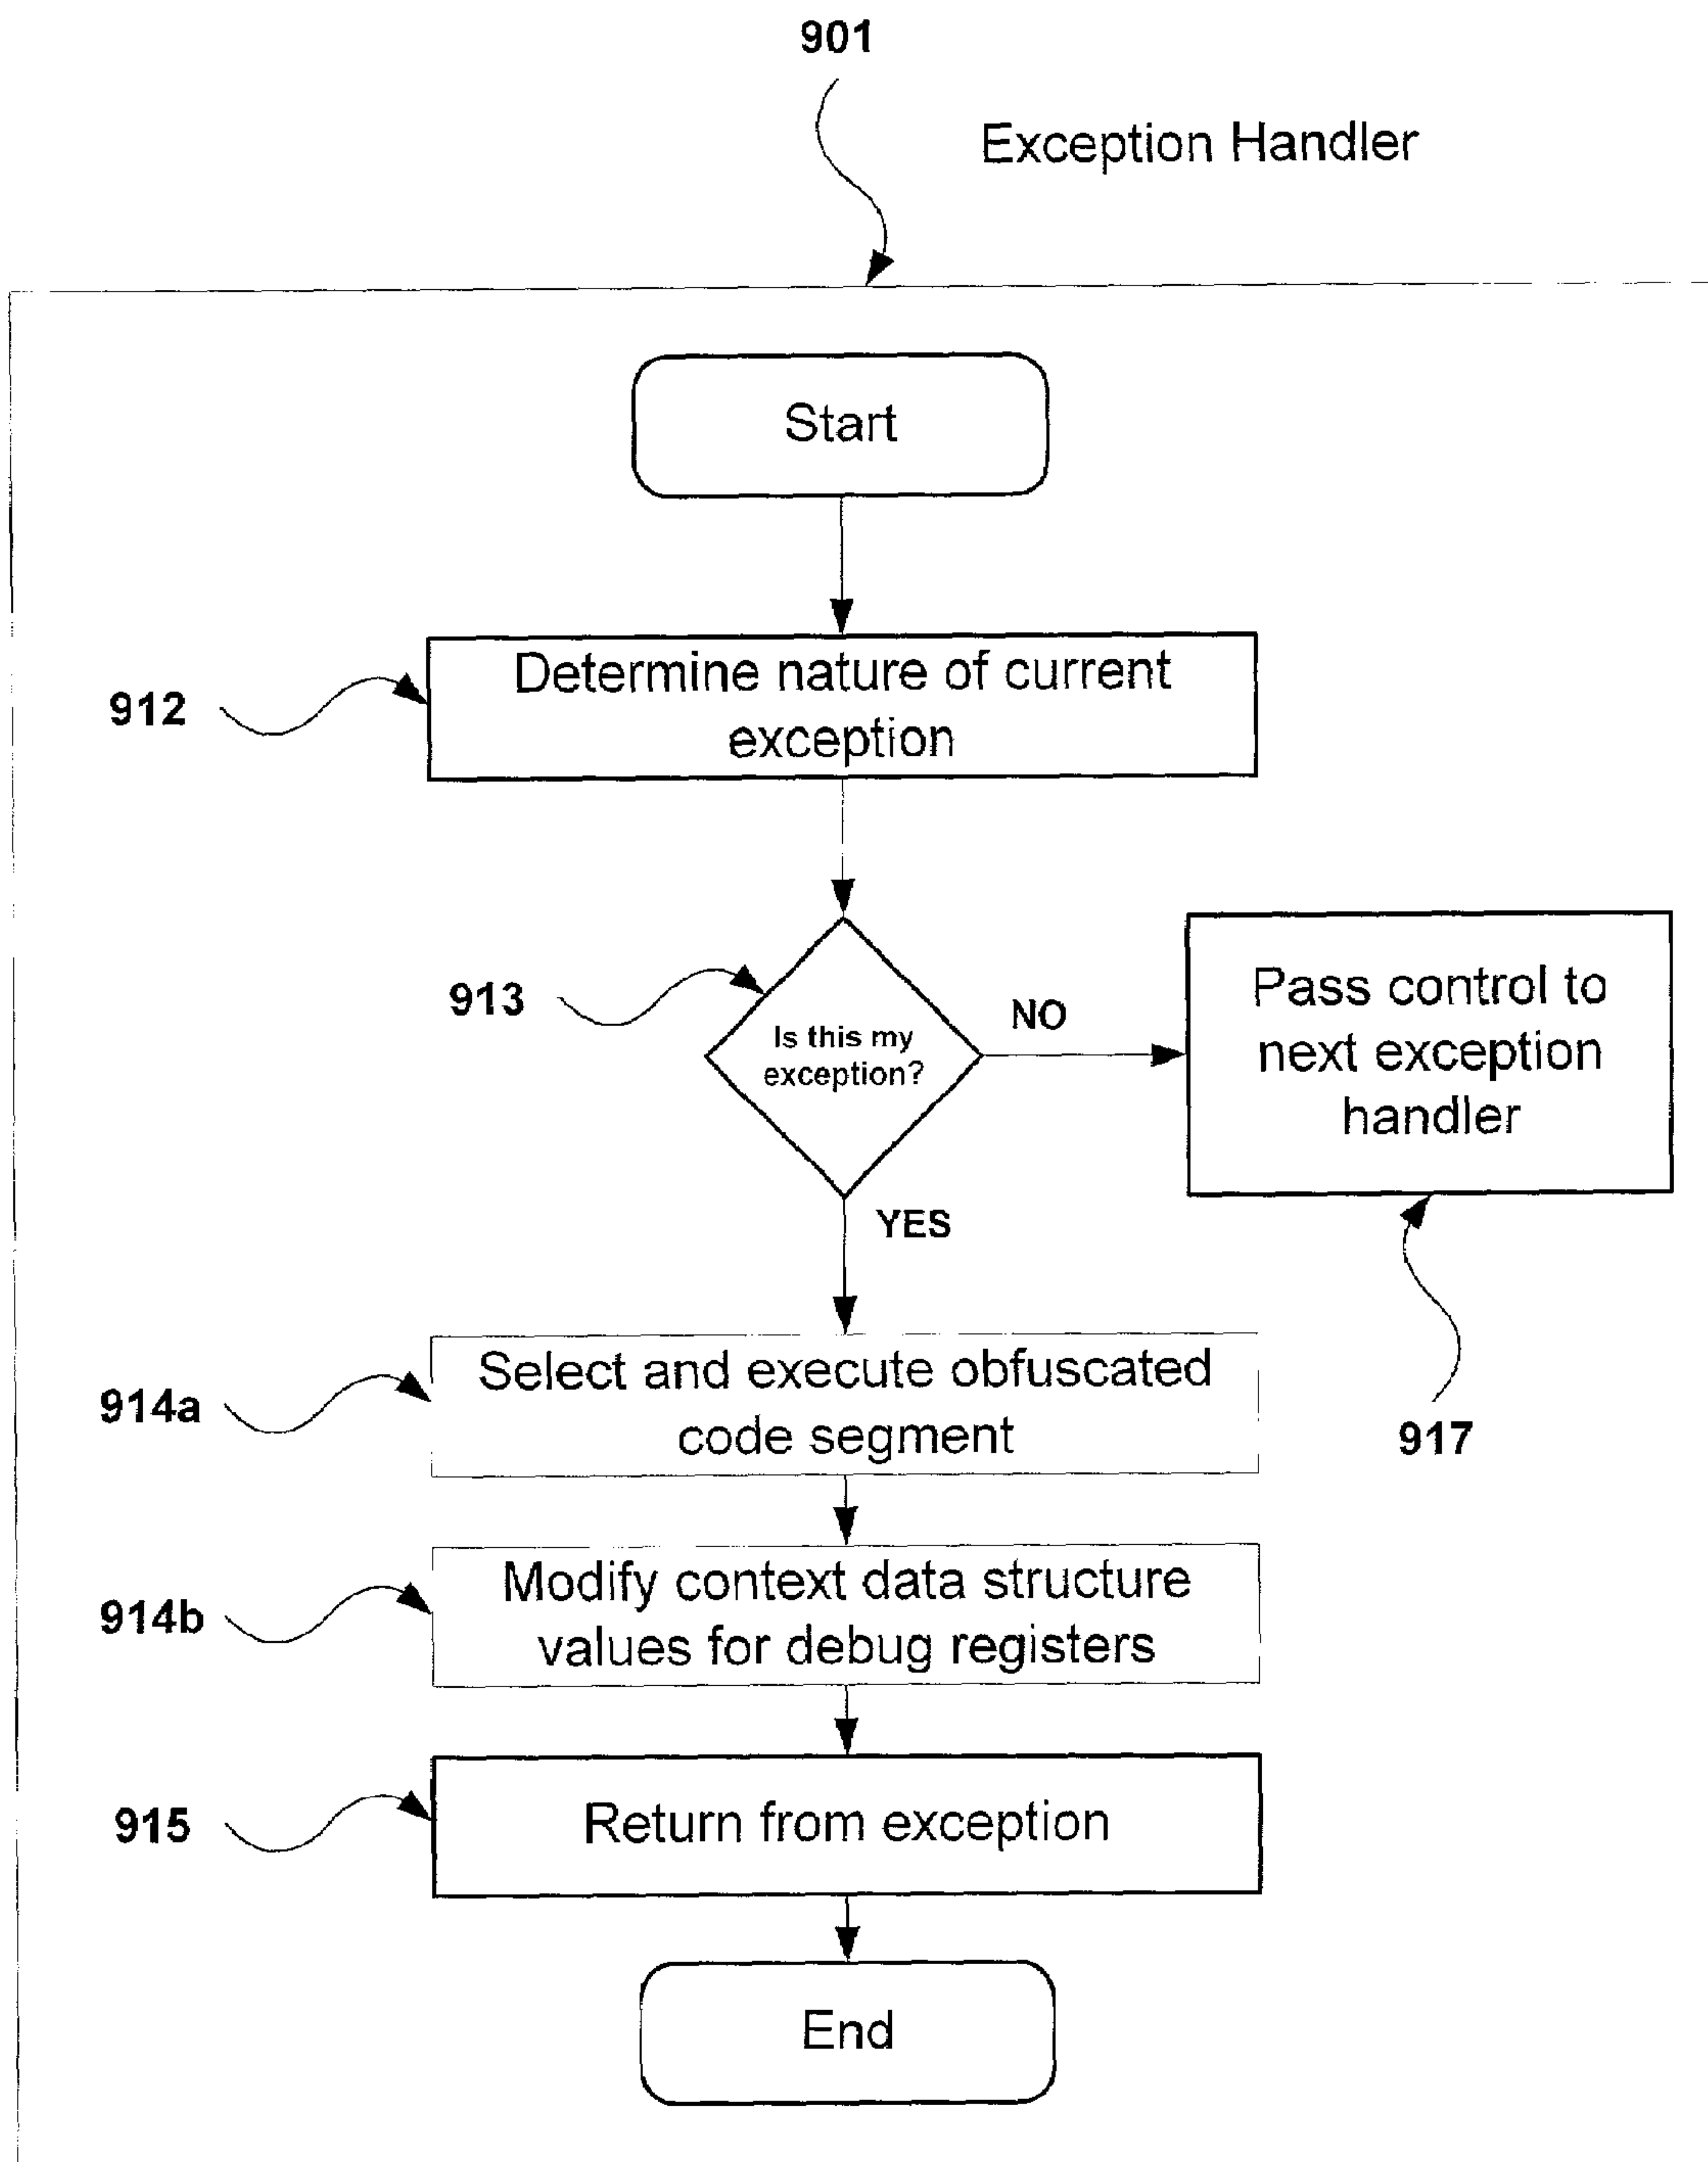 901
Exception Handler
Start
912
Determine nature of current
exception
913
Is this my
exception?
NO
Pass control to
next exception
handler
YES
917
914a
Select and execute obfuscated
code segment
914b
Modify context data structure
values for debug registers
915
Return from exception
End